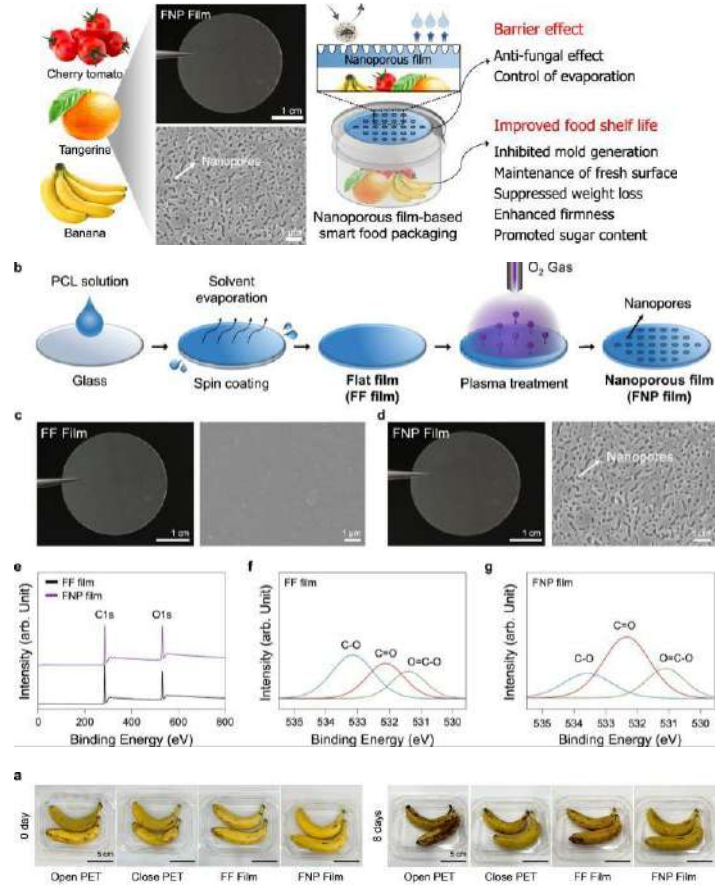 Cherry tomato
Tangerine
Banana
FNP Film
1 cm
Nanopores
Nanoporous film
Nanoporous film-based
smart food packaging
Barrier effect
Anti-fungal effect
Control of evaporation
Improved food shelf life
Inhibited mold generation
Maintenance of fresh surface
Suppressed weight loss
Enhanced firmness
Promoted sugar content
b
PCL solution
Glass
Solvent
evaporation
Spin coating
Flat film
(FF film)
O₂ Gas
Plasma treatment
Nanopores
Nanoporous film
(FNP film)
c
FF Film
1 cm
1 µm
d
FNP Film
1 cm
Nanopores
1 µm
e
FF film
FNP film
C1s
O1s
Intensity (arb. Unit)
0 200 400 600 800
Binding Energy (eV)
f
FF film
C-O
C=O
O=C-O
Intensity (arb. Unit)
535 534 533 532 531 530
Binding Energy (eV)
g
FNP film
C-O
C=O
O=C-O
Intensity (arb. Unit)
535 534 533 532 531 530
Binding Energy (eV)
a
0 day
5 cm
Open PET
Close PET
FF Film
FNP Film
8 days
5 cm
Open PET
Close PET
FF Film
FNP Film